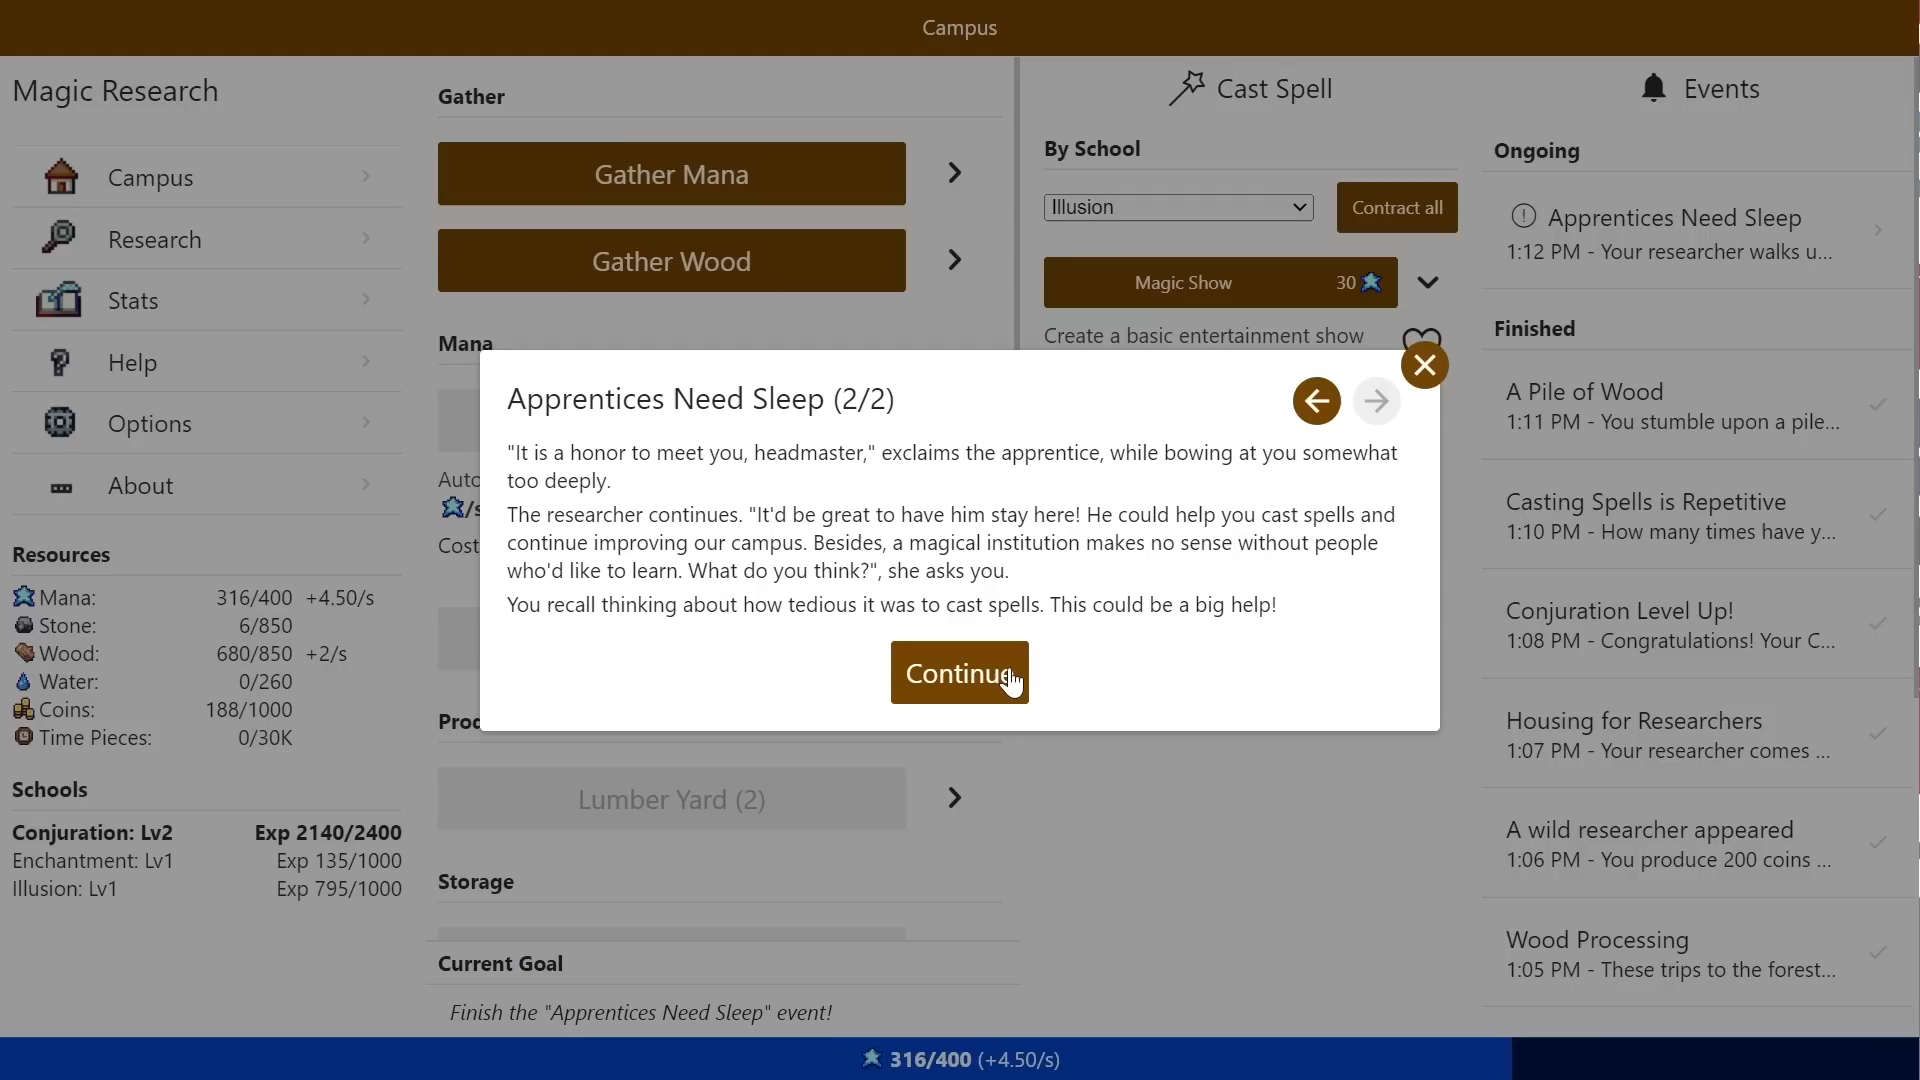 Campus
Magic Research
Campus
Research
Stats
Help
Options
About
Resources
Mana: 316/400 +4.50/s
Stone: 6/850
Wood: 680/850 +2/s
Water: 0/260
Coins: 188/1000
Time Pieces: 0/30K
Schools
Conjuration: Lv2 Exp 2140/2400
Enchantment: Lv1 Exp 135/1000
Illusion: Lv1 Exp 795/1000
Gather
Gather Mana
Gather Wood
Mana
Auto
/s
Cost
Prod
Lumber Yard (2)
Storage
Current Goal
Finish the "Apprentices Need Sleep" event!
Cast Spell
By School
Illusion
Contract all
Magic Show 30
Create a basic entertainment show
Apprentices Need Sleep (2/2)
"It is a honor to meet you, headmaster," exclaims the apprentice, while bowing at you somewhat
too deeply.
The researcher continues. "It'd be great to have him stay here! He could help you cast spells and
continue improving our campus. Besides, a magical institution makes no sense without people
who'd like to learn. What do you think?", she asks you.
You recall thinking about how tedious it was to cast spells. This could be a big help!
Continue
Events
Ongoing
Apprentices Need Sleep
1:12 PM - Your researcher walks u...
Finished
A Pile of Wood
1:11 PM - You stumble upon a pile...
Casting Spells is Repetitive
1:10 PM - How many times have y...
Conjuration Level Up!
1:08 PM - Congratulations! Your C...
Housing for Researchers
1:07 PM - Your researcher comes ...
A wild researcher appeared
1:06 PM - You produce 200 coins ...
Wood Processing
1:05 PM - These trips to the forest...
316/400 (+4.50/s)